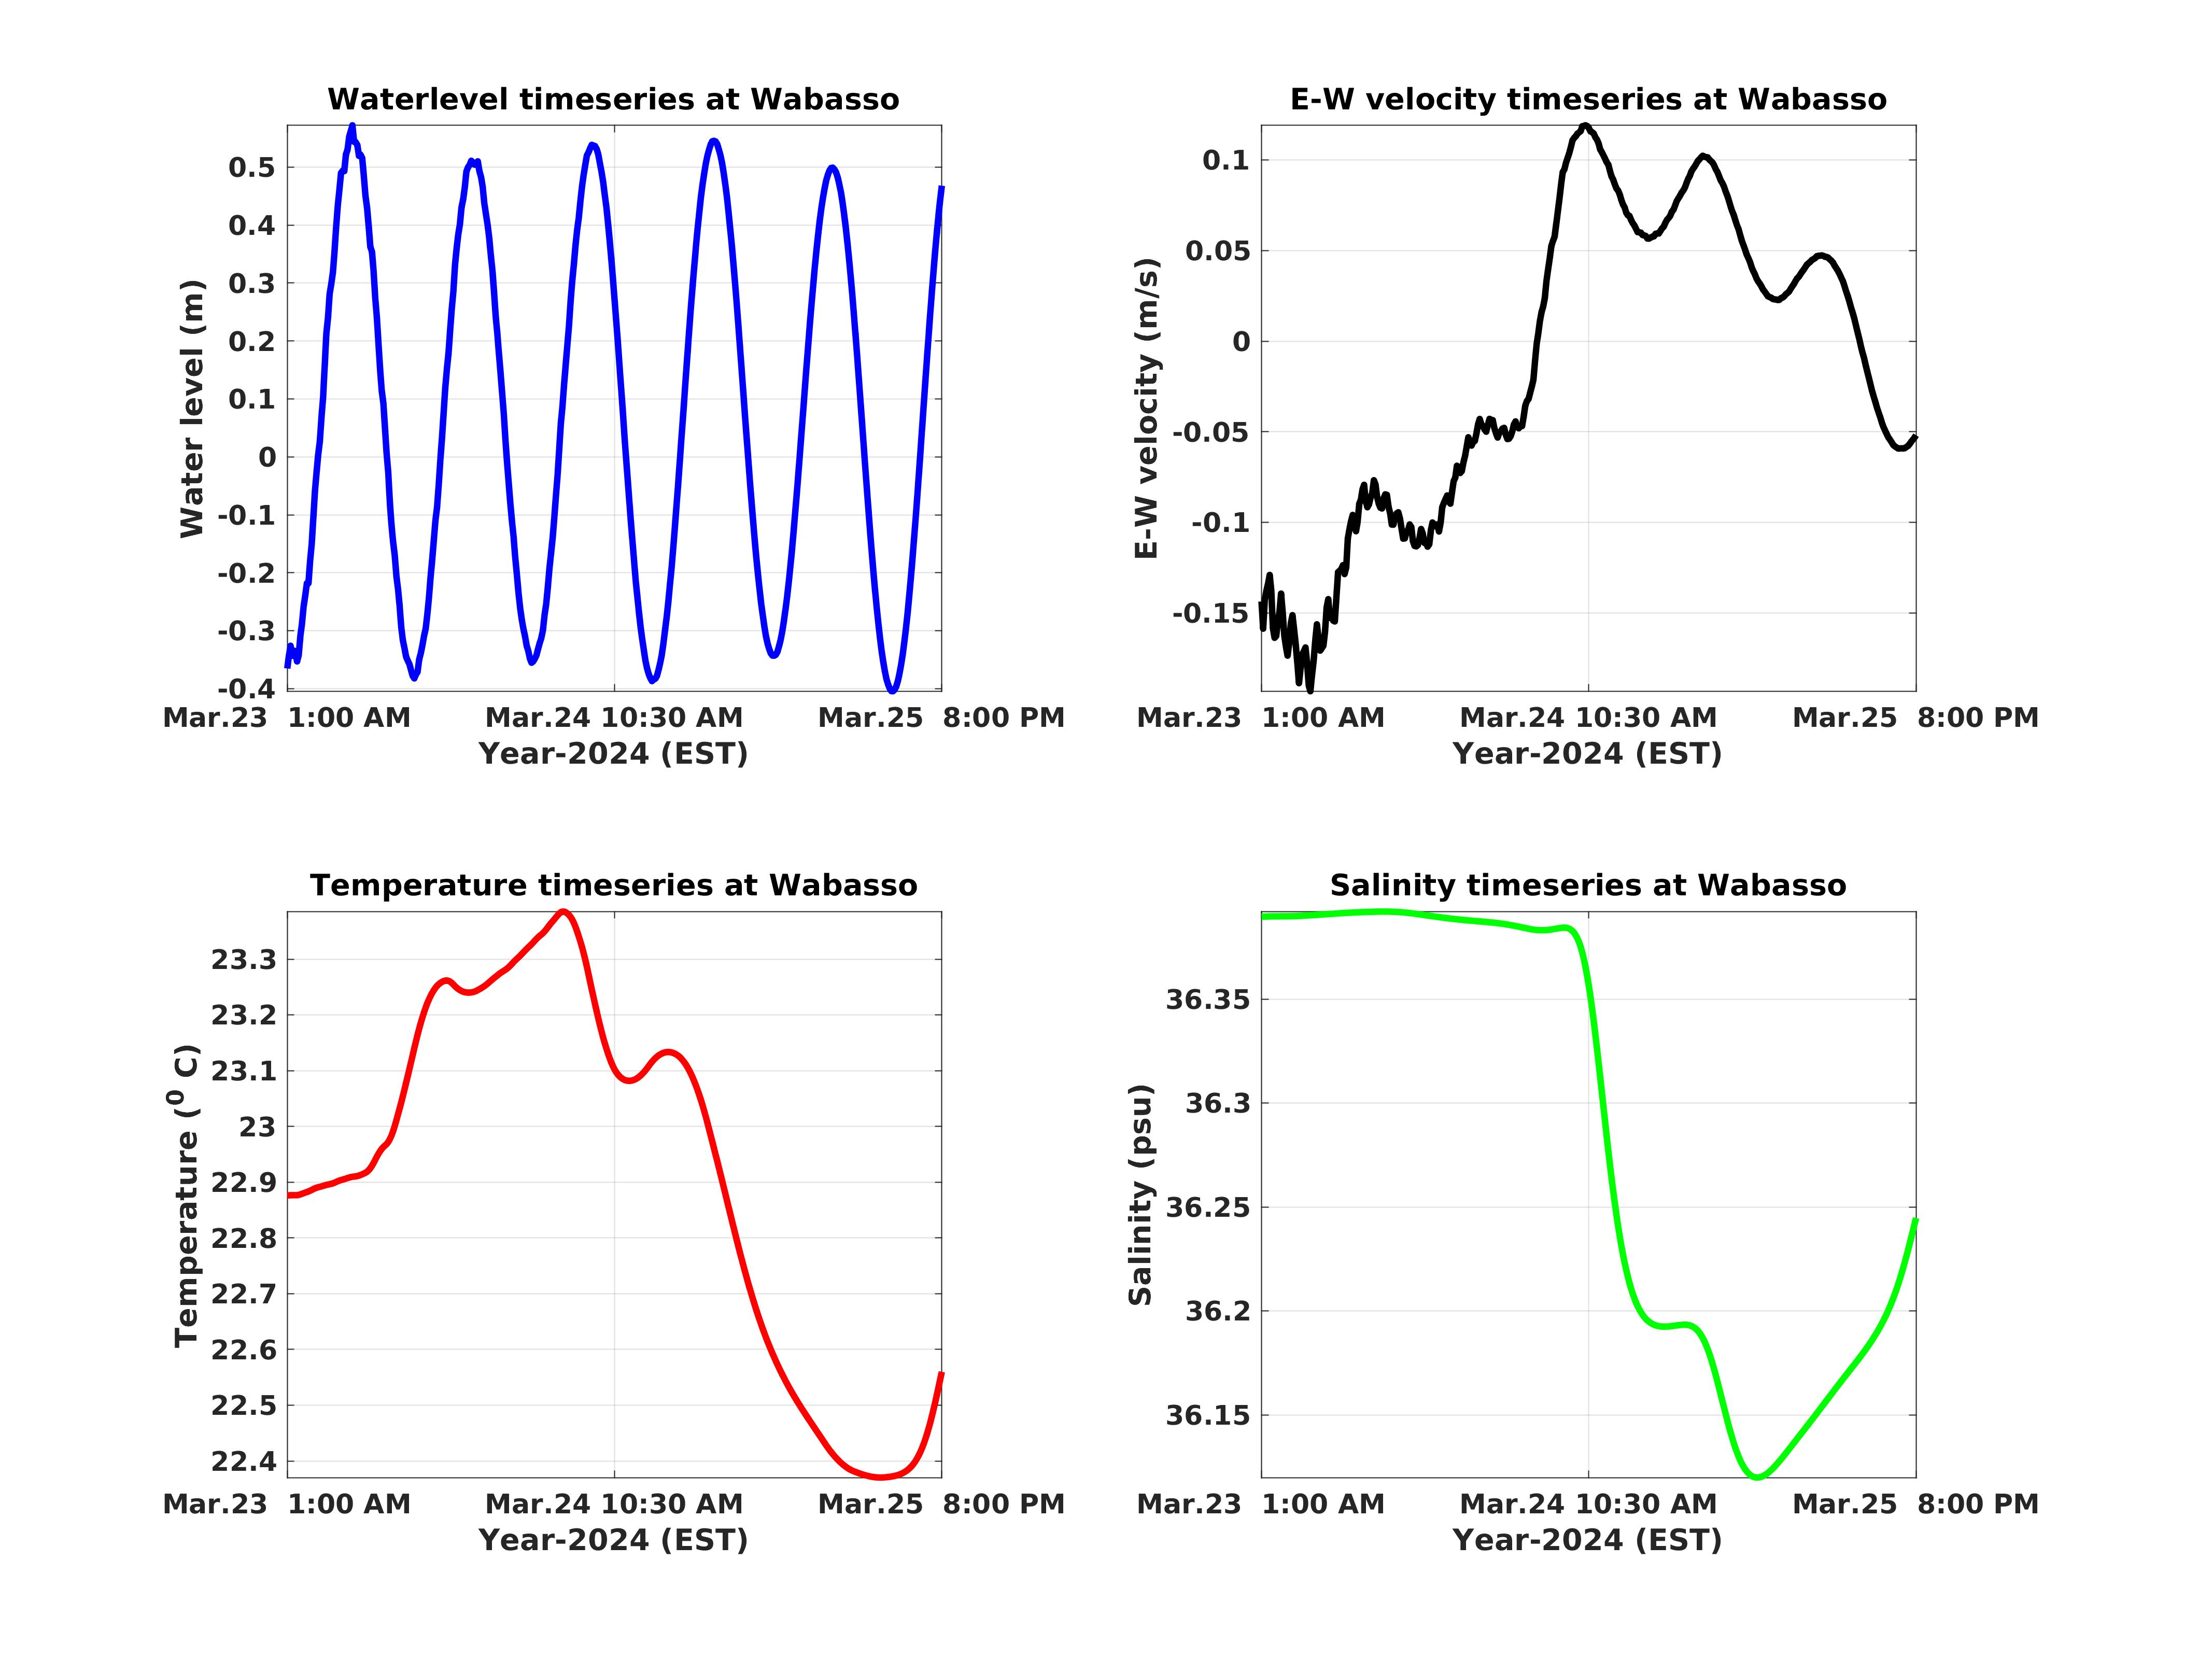 Waterlevel timeseries at Wabasso
0.5
0.4
0.3
0.2
0.1
0
-0.1
-0.2
-0.3
-0.4
Water level (m)
Mar.23 1:00 AM Mar.24 10:30 AM Mar.25 8:00 PM
Year-2024 (EST)
E-W velocity timeseries at Wabasso
0.1
0.05
0
-0.05
-0.1
-0.15
E-W velocity (m/s)
Mar.23 1:00 AM Mar.24 10:30 AM Mar.25 8:00 PM
Year-2024 (EST)
Temperature timeseries at Wabasso
23.3
23.2
23.1
23
22.9
22.8
22.7
22.6
22.5
22.4
Temperature (⁰ C)
Mar.23 1:00 AM Mar.24 10:30 AM Mar.25 8:00 PM
Year-2024 (EST)
Salinity timeseries at Wabasso
36.35
36.3
36.25
36.2
36.15
Salinity (psu)
Mar.23 1:00 AM Mar.24 10:30 AM Mar.25 8:00 PM
Year-2024 (EST)